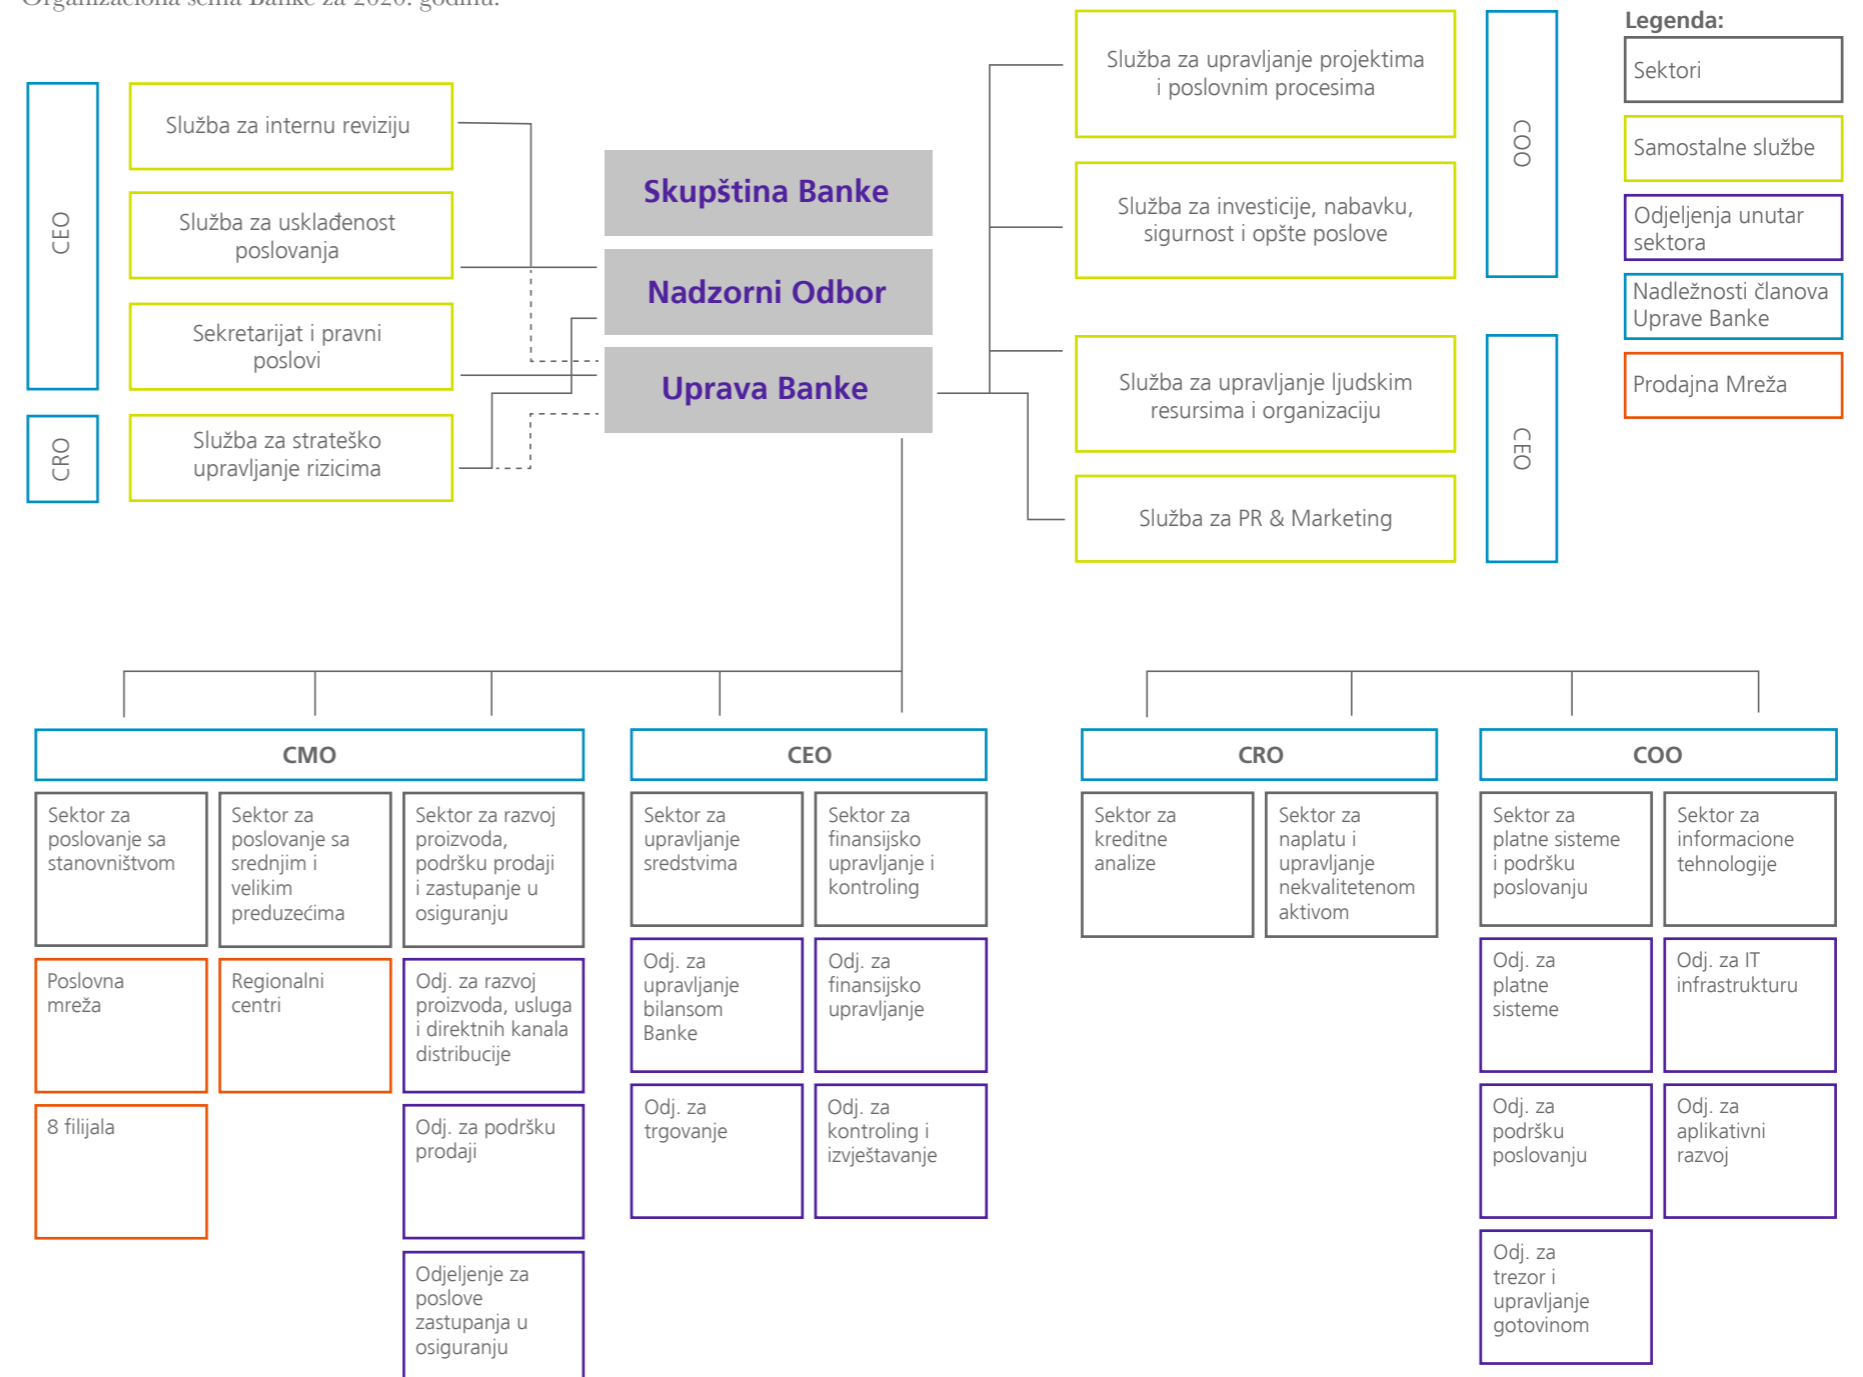 Organizaciona šema Banke za 2020. godinu.
CEO
Služba za internu reviziju
Služba za usklađenost
poslovanja
Sekretarijat i pravni
poslovi
CRO
Služba za strateško
upravljanje rizicima
Skupština Banke
Nadzorni Odbor
Uprava Banke
Služba za upravljanje projektima
i poslovnim procesima
Služba za investicije, nabavku,
sigurnost i opšte poslove
COO
Služba za upravljanje ljudskim
resursima i organizaciju
Služba za PR & Marketing
CEO
Legenda:
Sektori
Samostalne službe
Odjeljenja unutar
sektora
Nadležnosti članova
Uprave Banke
Prodajna Mreža
CMO
Sektor za
poslovanje sa
stanovništvom
Poslovna
mreža
8 filijala
Sektor za
poslovanje sa
srednjim i
velikim
preduzećima
Regionalni
centri
Sektor za razvoj
proizvoda,
podršku prodaji
i zastupanje u
osiguranju
Odj. za razvoj
proizvoda, usluga
i direktnih kanala
distribucije
Odj. za podršku
prodaji
Odjeljenje za
poslove
zastupanja u
osiguranju
CEO
Sektor za
upravljanje
sredstvima
Odj. za
upravljanje
bilansom
Banke
Odj. za
trgovanje
Sektor za
finansijsko
upravljanje i
kontroling
Odj. za
finansijsko
upravljanje
Odj. za
kontroling i
izvještavanje
CRO
Sektor za
kreditne
analize
Sektor za
naplatu i
upravljanje
nekvalitetenom
aktivom
COO
Sektor za
platne sisteme
i podršku
poslovanju
Odj. za
platne
sisteme
Odj. za
podršku
poslovanju
Odj. za
trezor i
upravljanje
gotovinom
Sektor za
informacione
tehnologije
Odj. za IT
infrastrukturu
Odj. za
aplikativni
razvoj